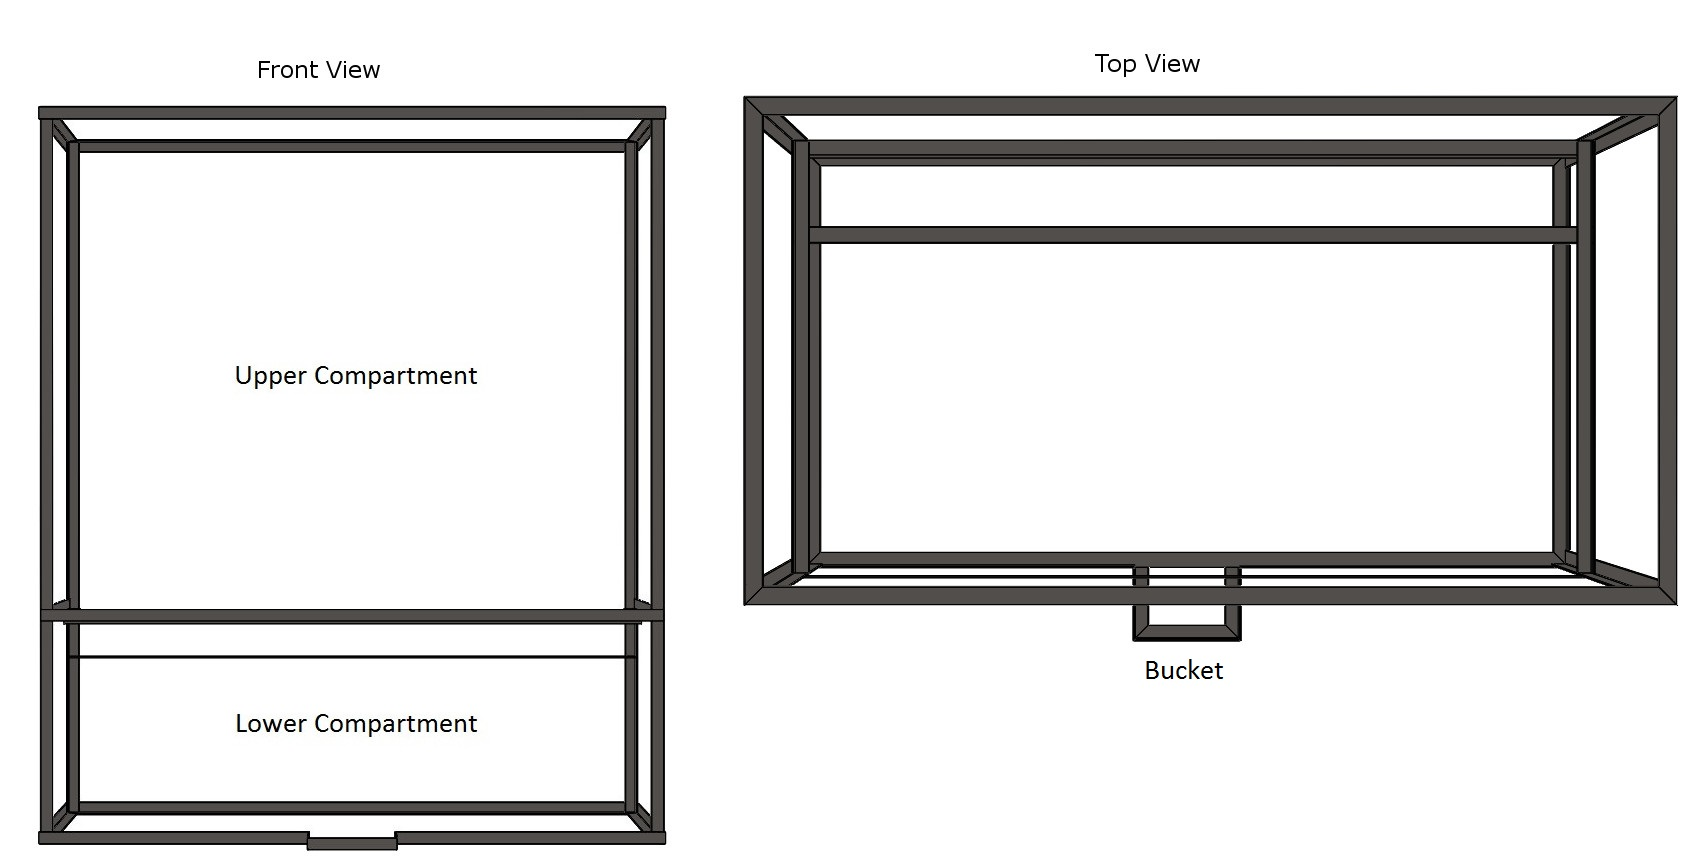 Front View
Top View
Upper Compartment
Bucket
Lower Compartment